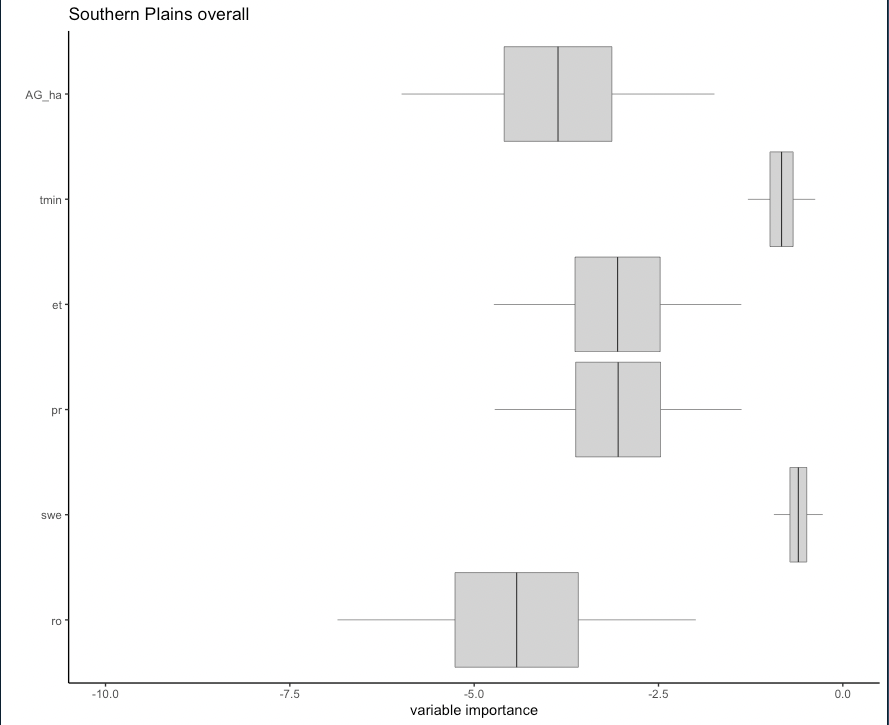 Southern Plains overall
AG_ha
tmin
et
pr
swe
ro
-10.0
-7.5
-5.0
-2.5
0.0
variable importance